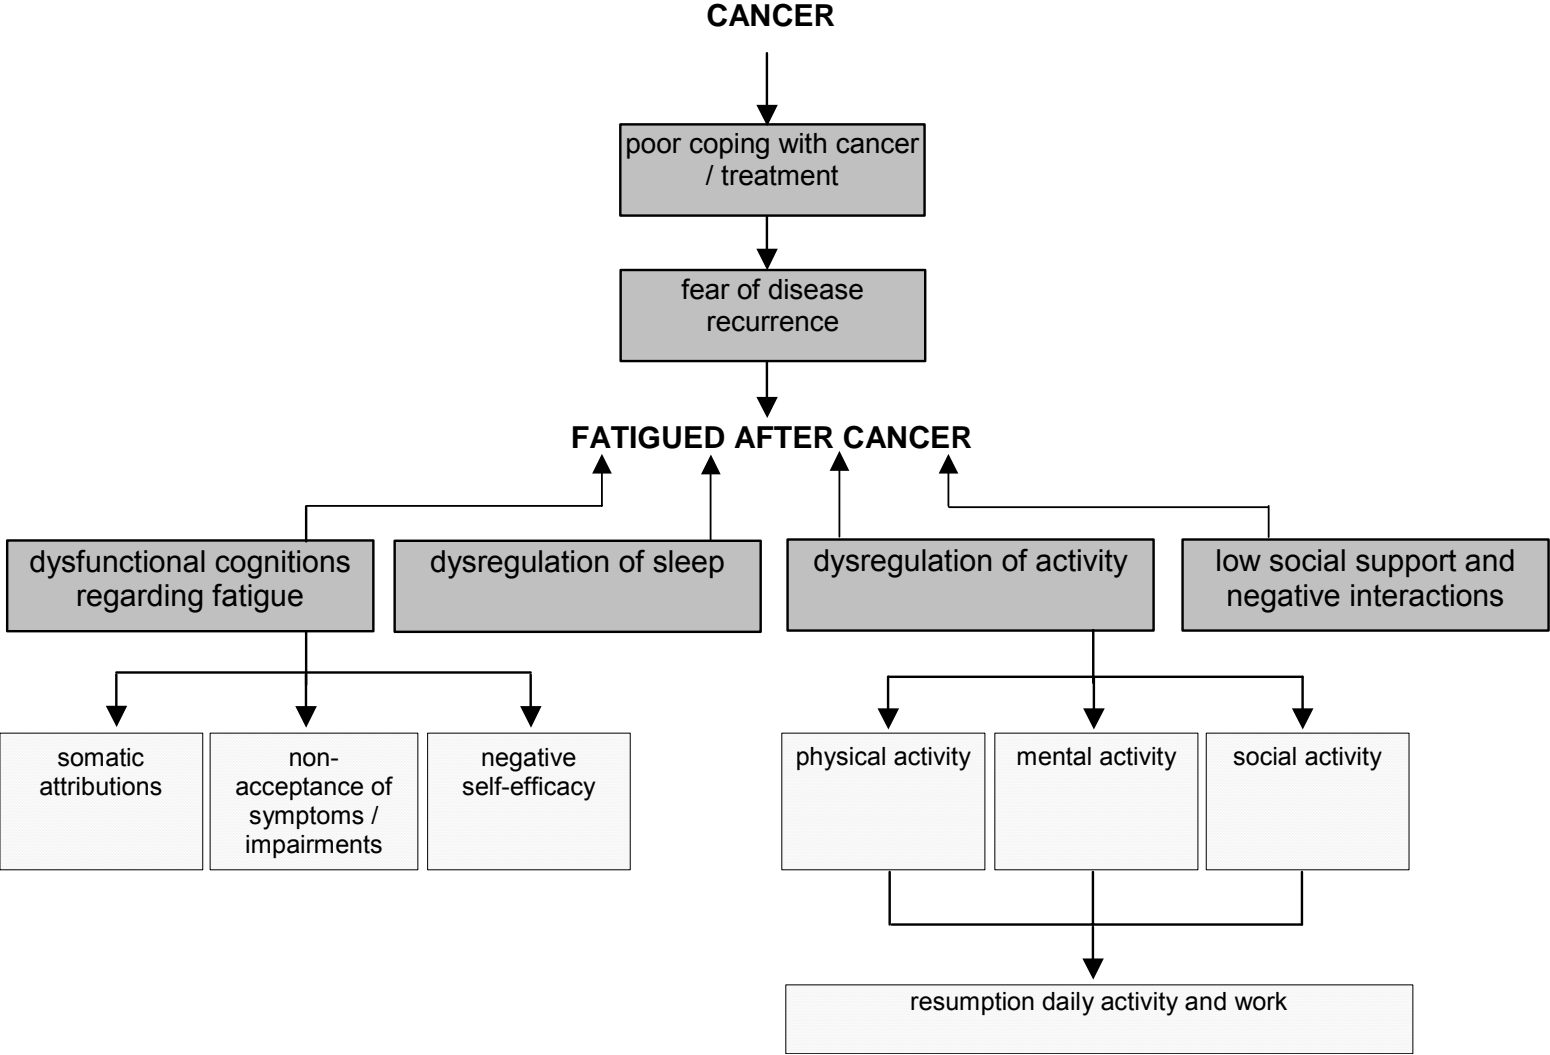 CANCER
poor coping with cancer
/ treatment
fear of disease
recurrence
FATIGUED AFTER CANCER
dysfunctional cognitions
regarding fatigue
dysregulation of sleep
dysregulation of activity
low social support and
negative interactions
somatic
attributions
non-
acceptance of
symptoms /
impairments
negative
self-efficacy
physical activity
mental activity
social activity
resumption daily activity and work